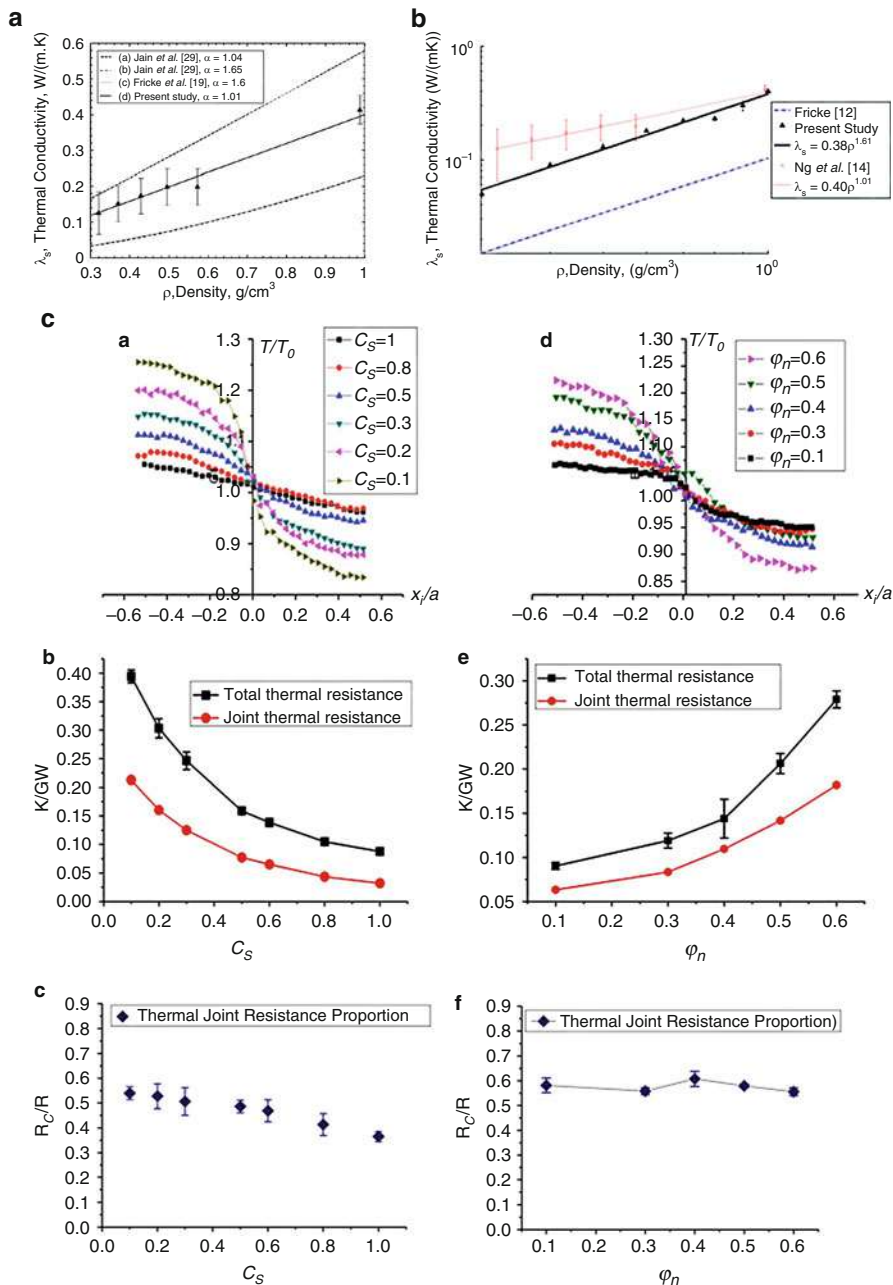 a
0.6
0.5
0.4
0.3
0.2
0.1
0
0.3 0.4 0.5 0.6 0.7 0.8 0.9 1
λs, Thermal Conductivity, W/(m.K)
ρ,Density, g/cm³
(a) Jain et al. [29], α = 1.04
(b) Jain et al. [29], α = 1.65
(c) Fricke et al. [19], α = 1.6
(d) Present study, α = 1.01
b
10⁰
10⁻¹
λs, Thermal Conductivity (W/(mK))
ρ,Density, (g/cm³)
10⁰
Fricke [12]
Present Study
λs = 0.38ρ^1.61
Ng et al. [14]
λs = 0.40ρ^1.01
c
a
1.3
T/T0
1.2
1.1
1.0
0.9
0.8
−0.6 −0.4 −0.2 0.0 0.2 0.4 0.6
xi/a
CS=1
CS=0.8
CS=0.5
CS=0.3
CS=0.2
CS=0.1
d
1.30
T/T0
1.25
1.20
1.15
1.10
1.05
1.00
0.95
0.90
0.85
−0.6 −0.4 −0.2 0.0 0.2 0.4 0.6
xi/a
φn=0.6
φn=0.5
φn=0.4
φn=0.3
φn=0.1
b
0.40
0.35
0.30
0.25
0.20
0.15
0.10
0.05
0.00
K/GW
0.0 0.2 0.4 0.6 0.8 1.0
CS
Total thermal resistance
Joint thermal resistance
e
0.30
0.25
0.20
0.15
0.10
0.05
K/GW
0.1 0.2 0.3 0.4 0.5 0.6
φn
Total thermal resistance
Joint thermal resistance
c
0.9
0.8
0.7
0.6
0.5
0.4
0.3
0.2
0.1
0.0
RC/R
0.0 0.2 0.4 0.6 0.8 1.0
CS
Thermal Joint Resistance Proportion
f
0.9
0.8
0.7
0.6
0.5
0.4
0.3
0.2
0.1
0.0
RC/R
0.1 0.2 0.3 0.4 0.5 0.6
φn
Thermal Joint Resistance Proportion)